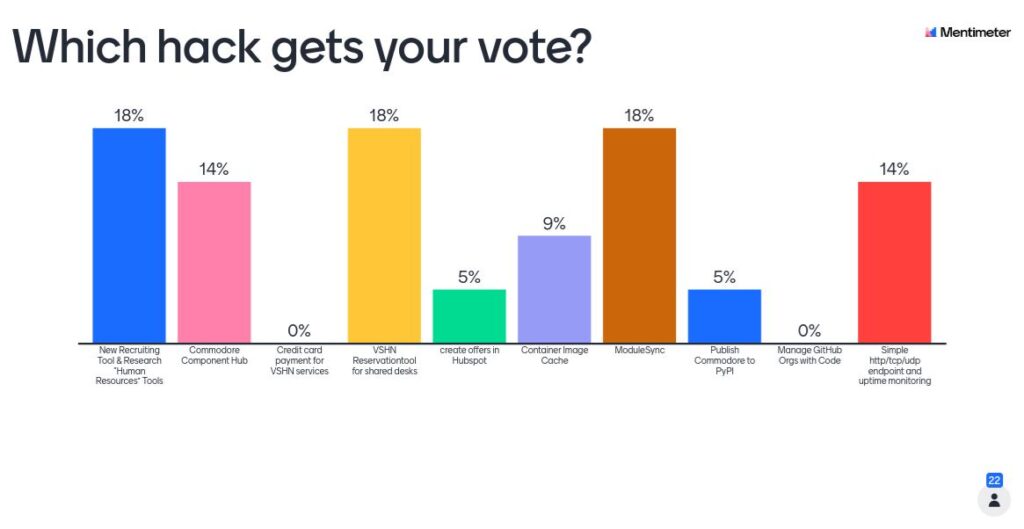 Which hack gets your vote?
Mentimeter
18%
14%
0%
18%
5%
9%
18%
5%
0%
14%
New Recruiting
Tool & Research
"Human
Resources" Tools
Commodore
Component Hub
Credit card
payment for
VSHN services
VSHN
Reservationtool
for shared desks
create offers in
Hubspot
Container Image
Cache
ModuleSync
Publish
Commodore to
PyPI
Manage GitHub
Orgs with Code
Simple
http/tcp/udp
endpoint and
uptime monitoring
22